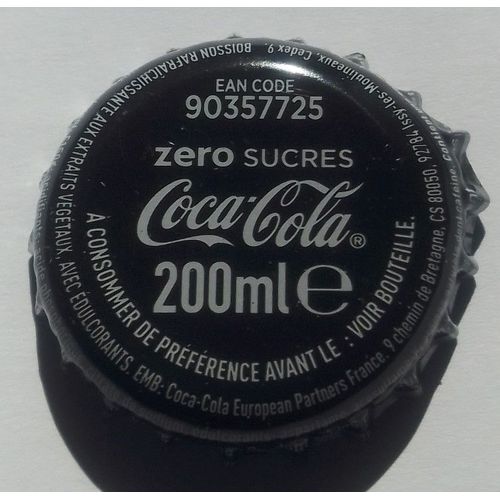 EAN CODE
90357725
zero SUCRES
Coca-Cola®
200ml e
À CONSOMMER DE PRÉFÉRENCE AVANT LE : VOIR BOUTEILLE.
BOISSON RAFRAÎCHISSANTE AUX EXTRAITS VÉGÉTAUX, AVEC ÉDULCORANTS. EMB: Coca-Cola European Partners France, 9 chemin de Bretagne, CS 80050, 92784 Issy-les-Moulineaux, Cedex 9.